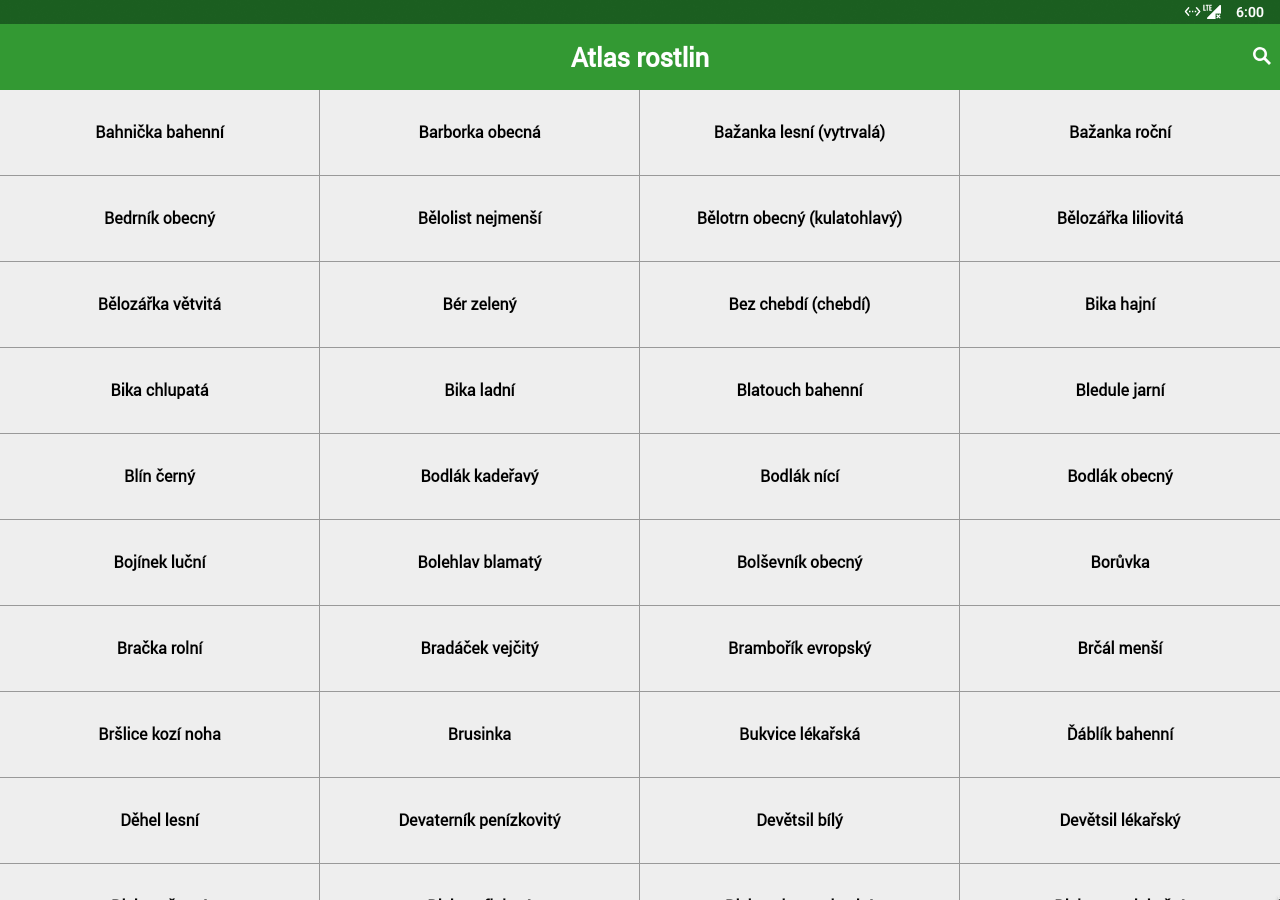 LTE 6:00
Atlas rostlin
Bahnička bahenní
Barborka obecná
Bažanka lesní (vytrvalá)
Bažanka roční
Bedrník obecný
Bělolist nejmenší
Bělotrn obecný (kulatohlavý)
Bělozářka liliovitá
Bělozářka větvitá
Bér zelený
Bez chebdí (chebdí)
Bika hajní
Bika chlupatá
Bika ladní
Blatouch bahenní
Bledule jarní
Blín černý
Bodlák kadeřavý
Bodlák nící
Bodlák obecný
Bojínek luční
Bolehlav blamatý
Bolševník obecný
Borůvka
Bračka rolní
Bradáček vejčitý
Brambořík evropský
Brčál menší
Bršlice kozí noha
Brusinka
Bukvice lékařská
Ďáblík bahenní
Děhel lesní
Devaterník penízkovitý
Devětsil bílý
Devětsil lékařský